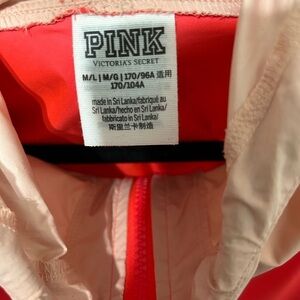 PINK
VICTORIA'S SECRET
M/L | M/G | 170/96A 适用
170/104A
made in Sri Lanka/fabriqué au
Sri Lanka/hecho en Sri Lanka/
fabbricato in Sri Lanka/
斯里兰卡制造